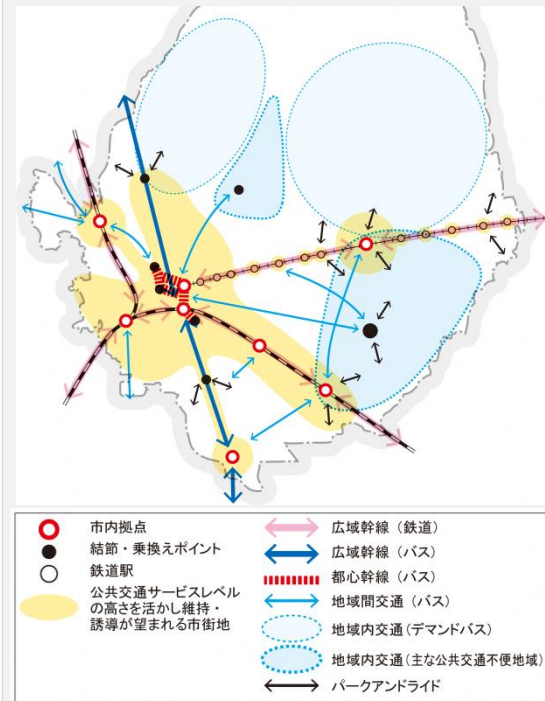 市内拠点
結節・乗換えポイント
鉄道駅
公共交通サービスレベル
の高さを活かし維持・
誘導が望まれる市街地
広域幹線（鉄道）
広域幹線（バス）
都心幹線（バス）
地域間交通（バス）
地域内交通（デマンドバス）
地域内交通（主な公共交通不便地域）
パークアンドライド